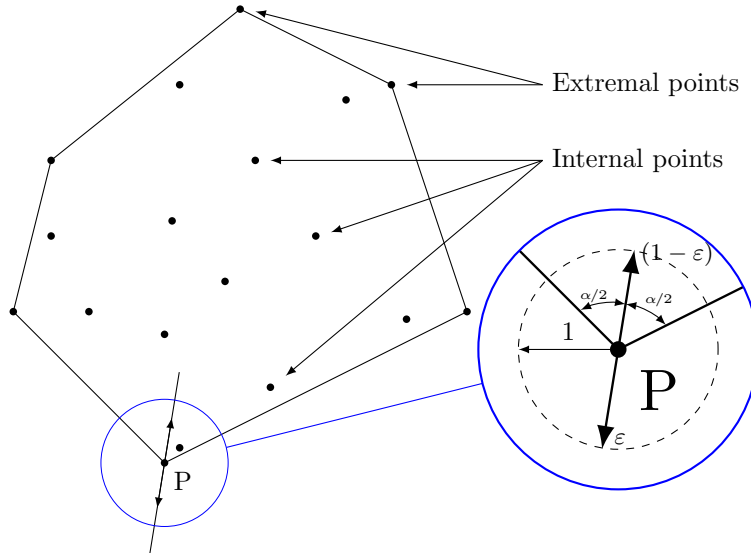 Extremal points
Internal points
(1 − ε)
α/2
α/2
1
P
ε
P